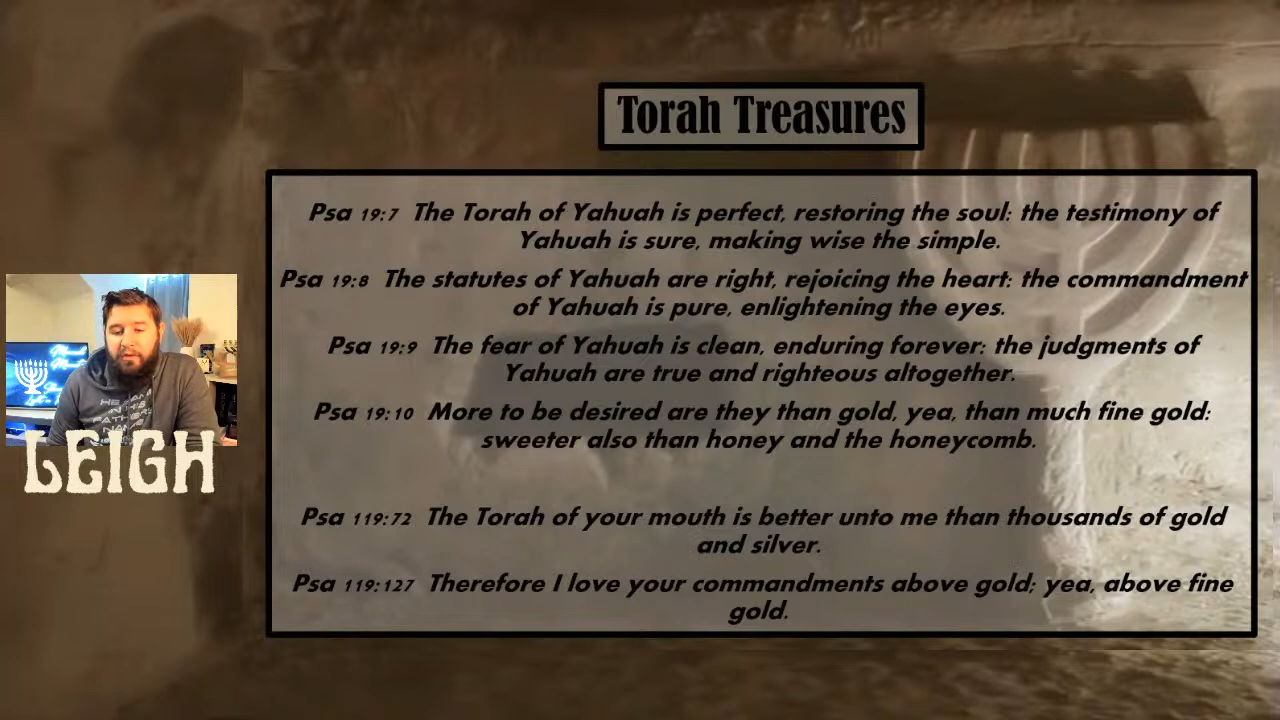 Torah Treasures
Psa 19:7 The Torah of Yahuah is perfect, restoring the soul: the testimony of
Yahuah is sure, making wise the simple.
Psa 19:8 The statutes of Yahuah are right, rejoicing the heart: the commandment
of Yahuah is pure, enlightening the eyes.
Psa 19:9 The fear of Yahuah is clean, enduring forever: the judgments of
Yahuah are true and righteous altogether.
Psa 19:10 More to be desired are they than gold, yea, than much fine gold:
sweeter also than honey and the honeycomb.
Psa 119:72 The Torah of your mouth is better unto me than thousands of gold
and silver.
Psa 119:127 Therefore I love your commandments above gold; yea, above fine
gold.
LEIGH